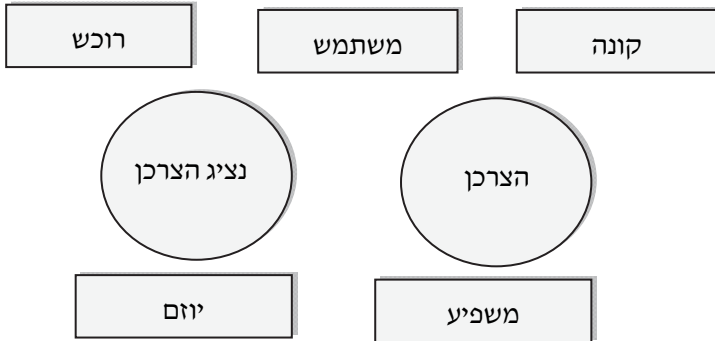 קונה
משתמש
רוכש
הצרכן
נציג הצרכן
משפיע
יוזם